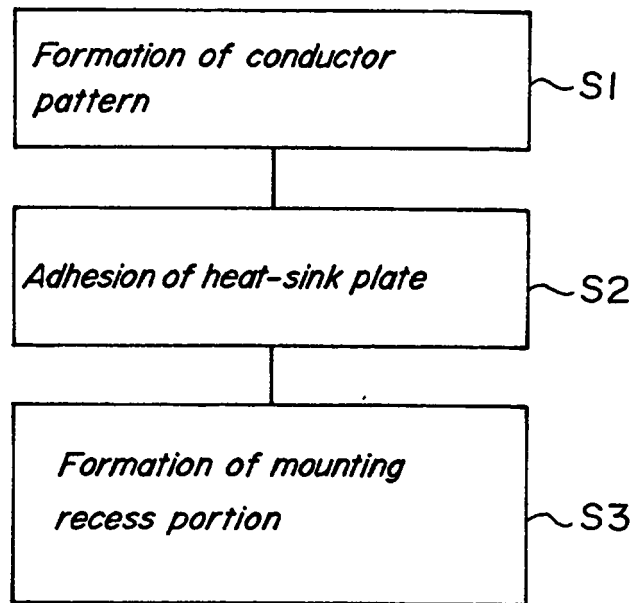 Formation of conductor
pattern
S1
Adhesion of heat-sink plate
S2
Formation of mounting
recess portion
S3